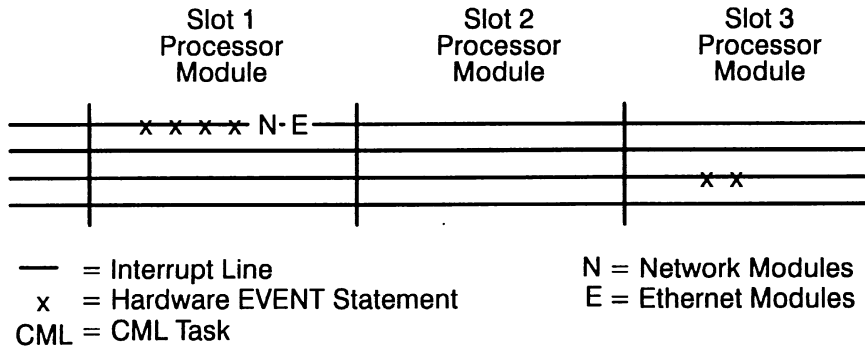 Slot 1
Processor
Module
Slot 2
Processor
Module
Slot 3
Processor
Module
x x x x N - E
x x
— = Interrupt Line
x = Hardware EVENT Statement
CML = CML Task
N = Network Modules
E = Ethernet Modules